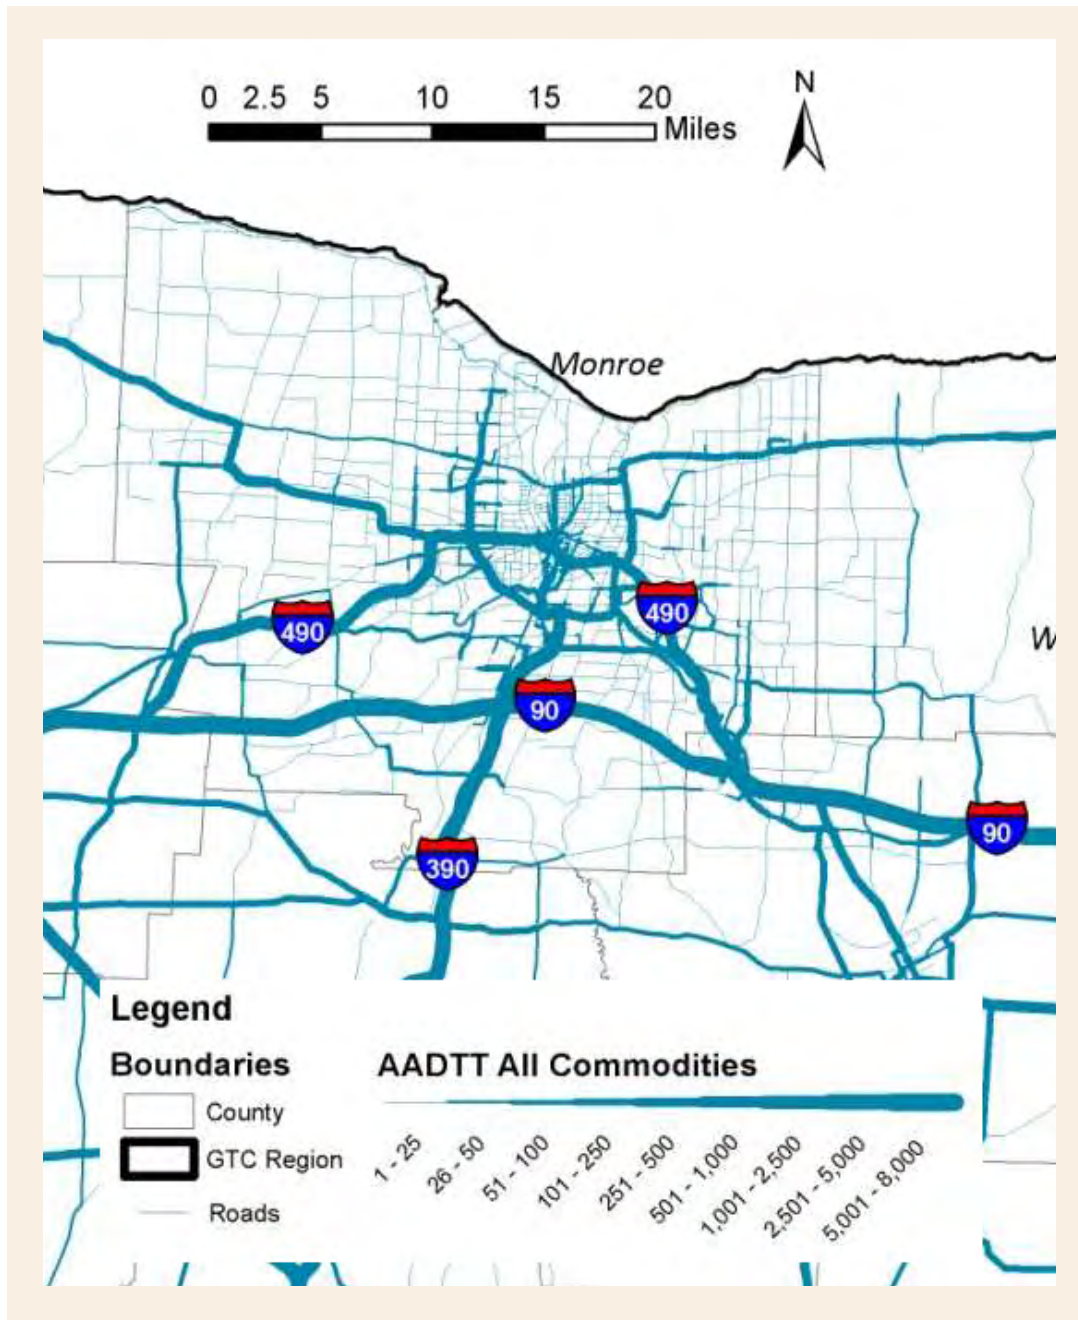 N
0 2.5 5 10 15 20
Miles
Monroe
490
490
W
90
90
390
Legend
Boundaries
County
GTC Region
Roads
AADTT All Commodities
1 - 25
26 - 50
51 - 100
101 - 250
251 - 500
501 - 1,000
1,001 - 2,500
2,501 - 5,000
5,001 - 8,000